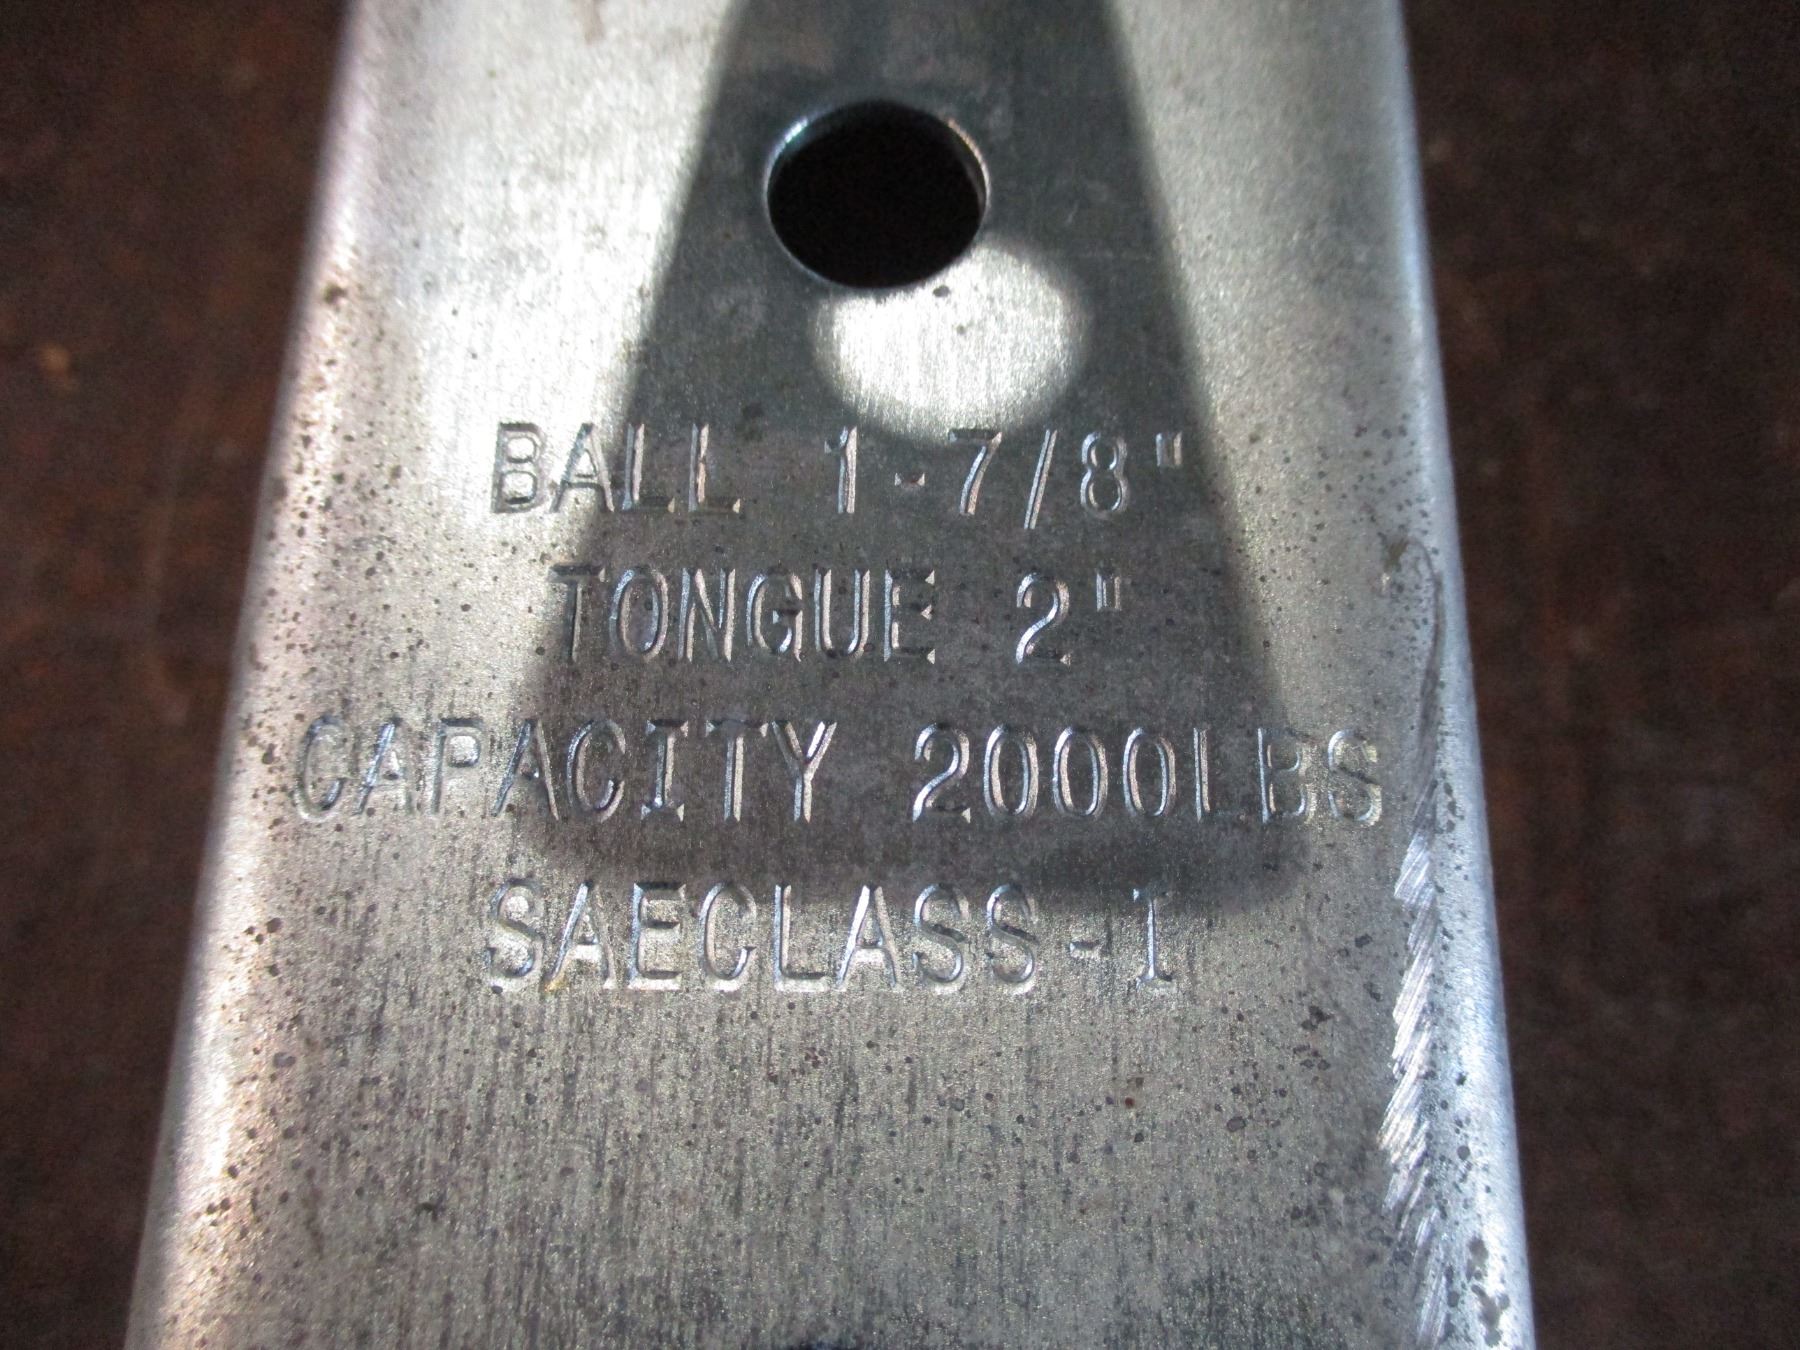 BALL 1-7/8"
TONGUE 2"
CAPACITY 2000LBS
SAECLASS-I